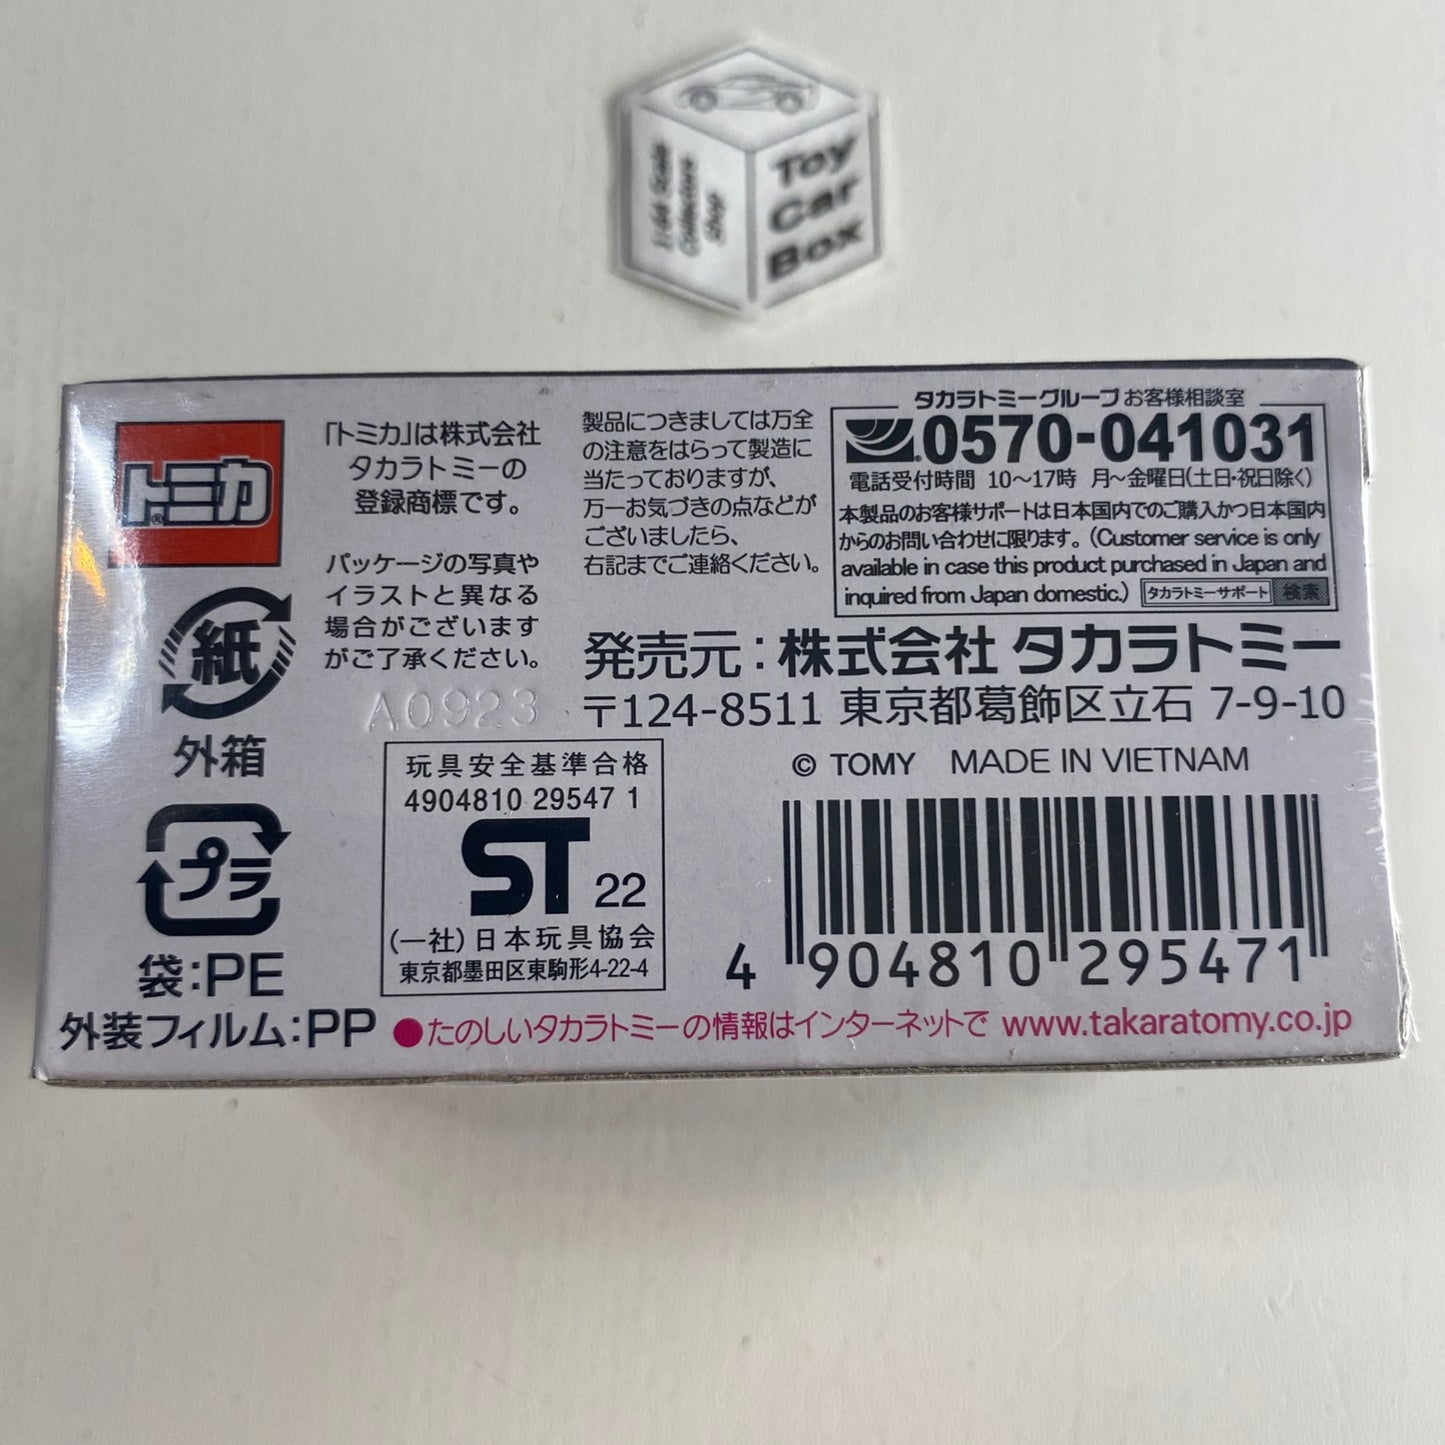 1/64 Scale
Collectors
Shop
Toy
Car
Box
トミカ®
「トミカ」は株式会社
タカラトミーの
登録商標です。
パッケージの写真や
イラストと異なる
場合がございます
がご了承ください。
A0923
紙
外箱
プラ
袋:PE
外装フィルム:PP
製品につきましては万全
の注意をはらって製造に
当たっておりますが、
万一お気づきの点などが
ございましたら、
右記までご連絡ください。
タカラトミーグループお客様相談室
0570-041031
電話受付時間 10～17時 月～金曜日(土日・祝日除く)
本製品のお客様サポートは日本国内でのご購入かつ日本国内
からのお問い合わせに限ります。(Customer service is only
available in case this product purchased in Japan and
inquired from Japan domestic.) タカラトミーサポート 検索
発売元:株式会社 タカラトミー
〒124-8511 東京都葛飾区立石 7-9-10
玩具安全基準合格
4904810 29547 1
ST 22
(一社)日本玩具協会
東京都墨田区東駒形4-22-4
© TOMY MADE IN VIETNAM
4 904810 295471
●たのしいタカラトミーの情報はインターネットで www.takaratomy.co.jp